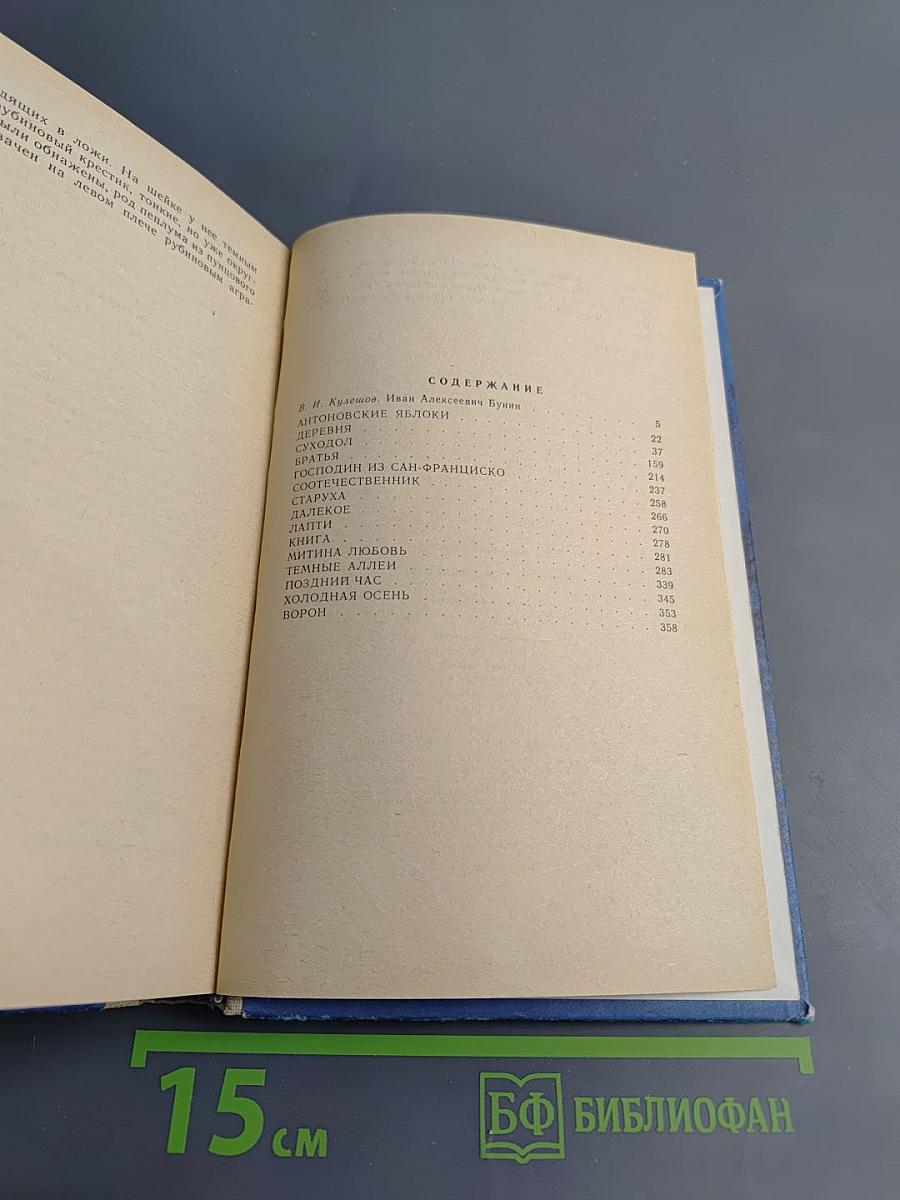 дящих в ложи. На шейке у нее темным
рубиновый крестик, тонкие, но уже округ-
ыли обнажены, род пеплума из пунцового
вачен на левом плече рубиновым агра-
СОДЕРЖАНИЕ
В. И. Кулешов. Иван Алексеевич Бунин . . . 5
АНТОНОВСКИЕ ЯБЛОКИ . . . 22
ДЕРЕВНЯ . . . 37
СУХОДОЛ . . . 159
БРАТЬЯ . . . 214
ГОСПОДИН ИЗ САН-ФРАНЦИСКО . . . 237
СООТЕЧЕСТВЕННИК . . . 258
СТАРУХА . . . 266
ДАЛЕКОЕ . . . 270
ЛАПТИ . . . 278
КНИГА . . . 281
МИТИНА ЛЮБОВЬ . . . 283
ТЕМНЫЕ АЛЛЕИ . . . 339
ПОЗДНИЙ ЧАС . . . 345
ХОЛОДНАЯ ОСЕНЬ . . . 353
ВОРОН . . . 358
15 см
БФ БИБЛИОФАН